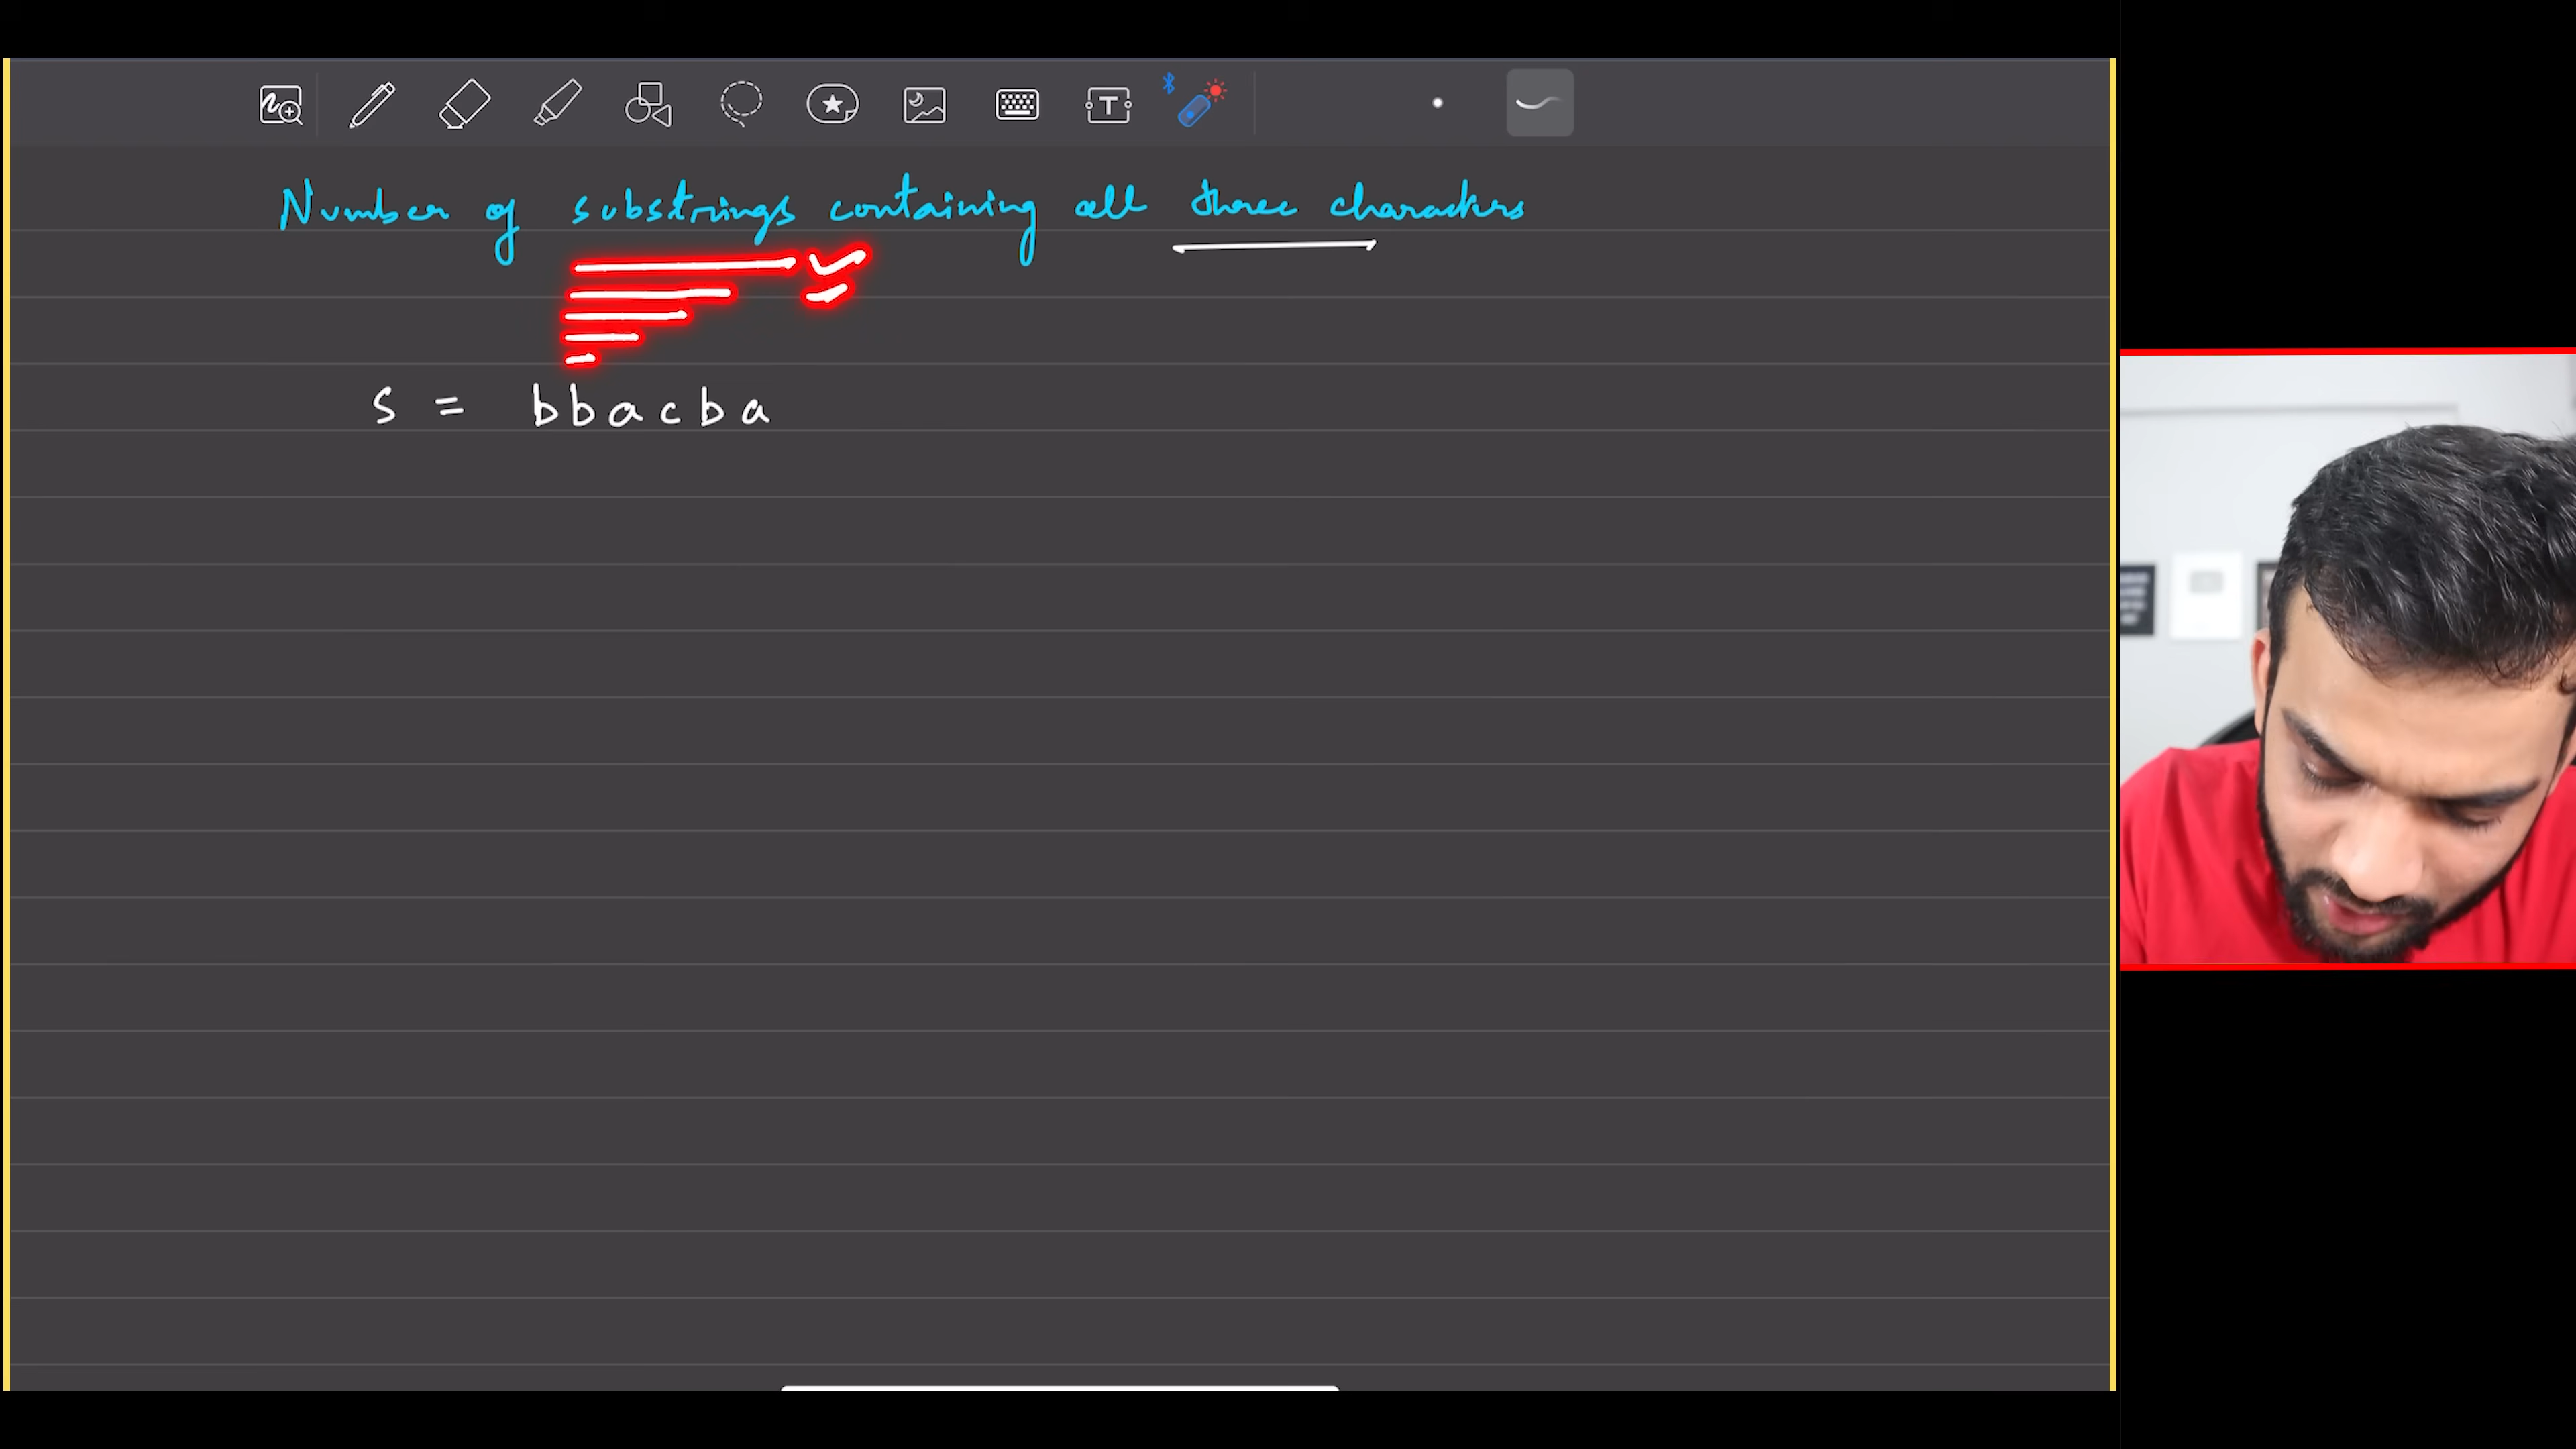 Number of substrings containing all three characters
s = bbacba